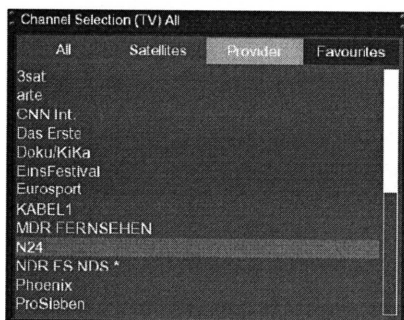 Channel Selection (TV) All
All Satellites Provider Favourites
3sat
arte
CNN Int.
Das Erste
Doku/KiKa
EinsFestival
Eurosport
KABEL1
MDR FERNSEHEN
N24
NDR FS NDS *
Phoenix
ProSieben